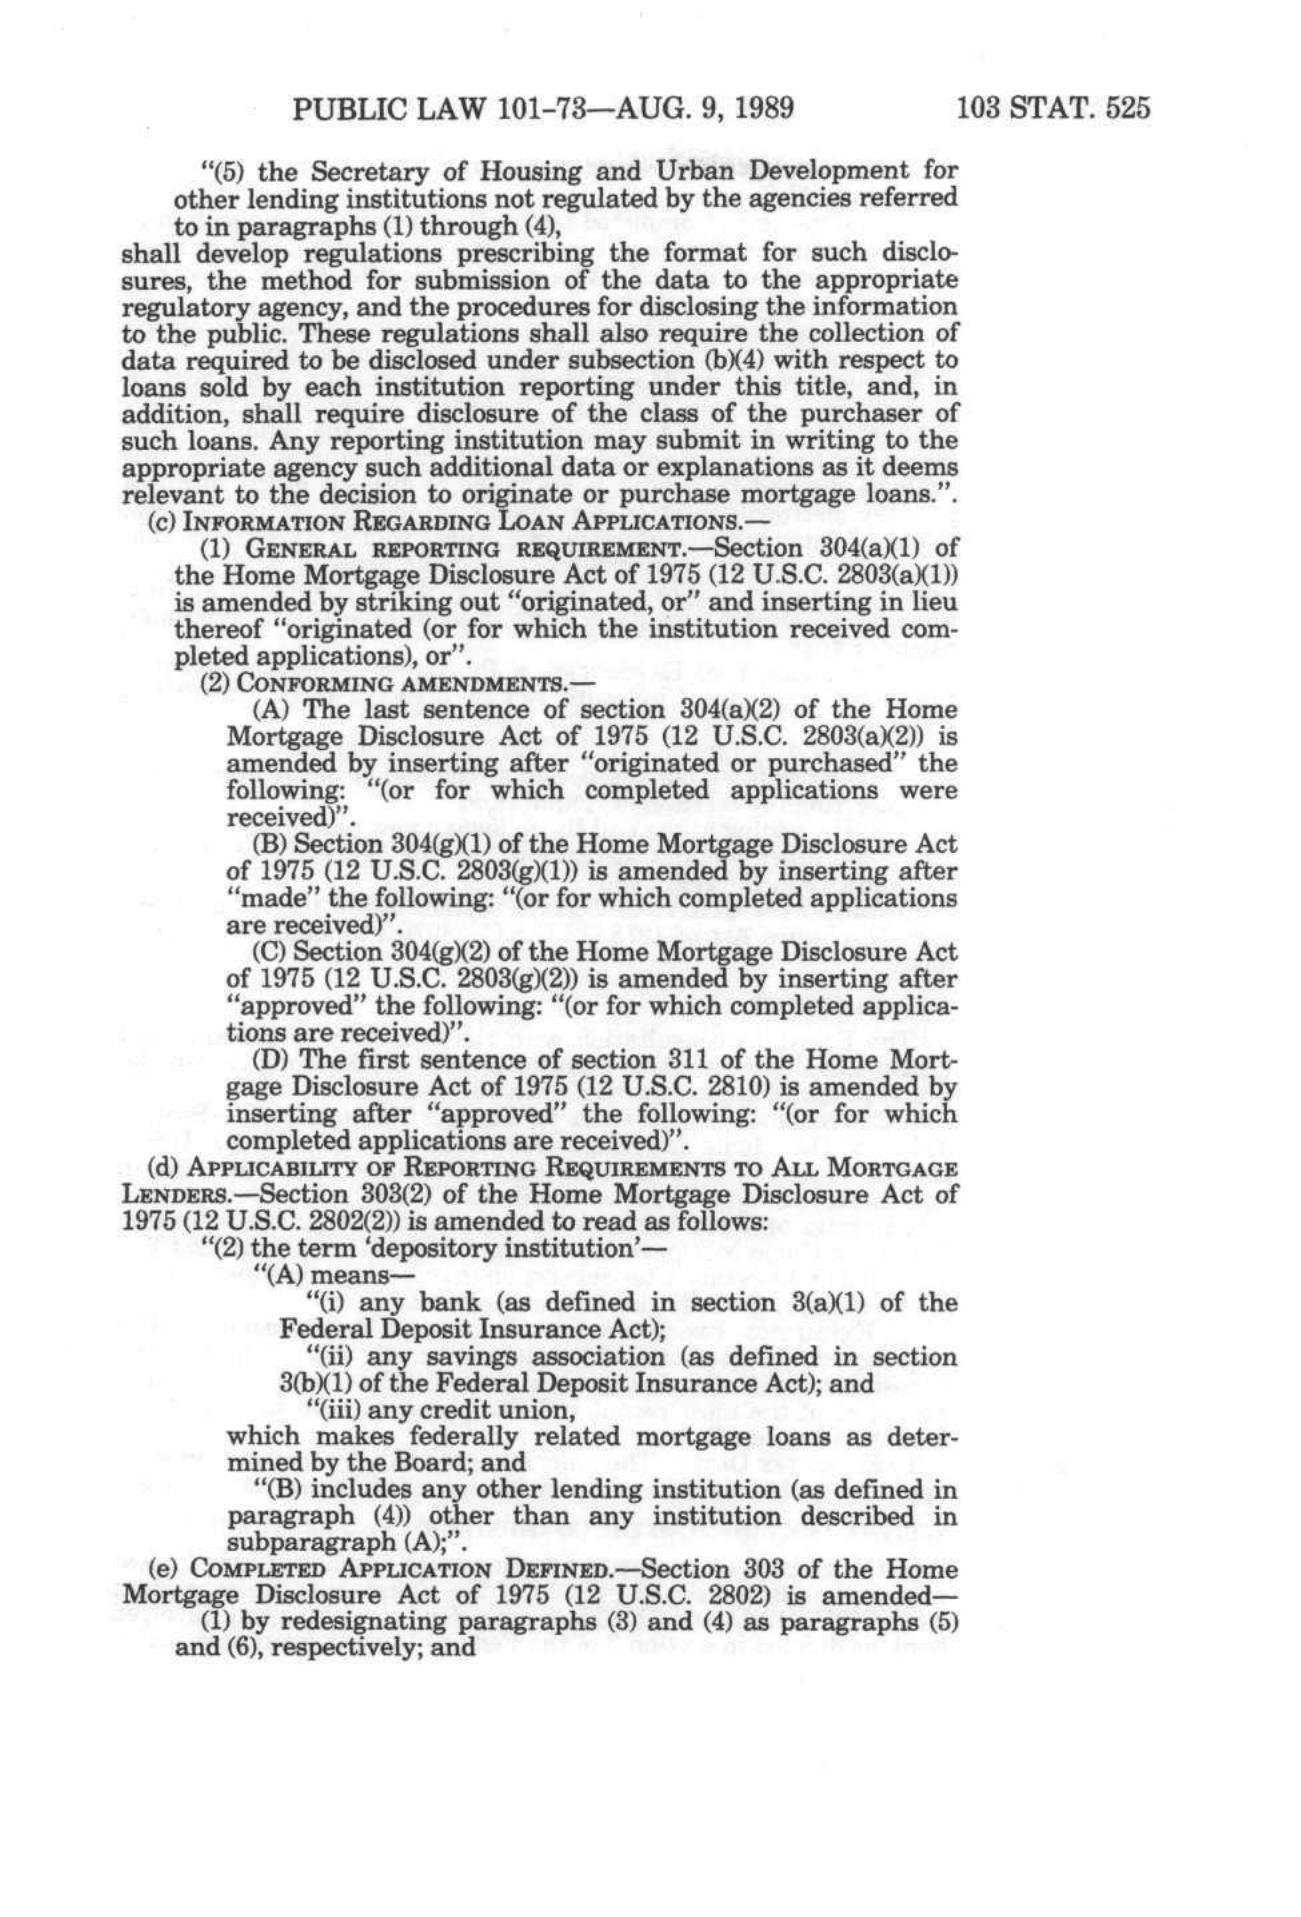 PUBLIC LAW 101–73—AUG. 9, 1989 103 STAT. 525
“(5) the Secretary of Housing and Urban Development for
other lending institutions not regulated by the agencies referred
to in paragraphs (1) through (4),
shall develop regulations prescribing the format for such disclo-
sures, the method for submission of the data to the appropriate
regulatory agency, and the procedures for disclosing the information
to the public. These regulations shall also require the collection of
data required to be disclosed under subsection (b)(4) with respect to
loans sold by each institution reporting under this title, and, in
addition, shall require disclosure of the class of the purchaser of
such loans. Any reporting institution may submit in writing to the
appropriate agency such additional data or explanations as it deems
relevant to the decision to originate or purchase mortgage loans.”.
(c) INFORMATION REGARDING LOAN APPLICATIONS.—
(1) GENERAL REPORTING REQUIREMENT.—Section 304(a)(1) of
the Home Mortgage Disclosure Act of 1975 (12 U.S.C. 2803(a)(1))
is amended by striking out “originated, or” and inserting in lieu
thereof “originated (or for which the institution received com-
pleted applications), or”.
(2) CONFORMING AMENDMENTS.—
(A) The last sentence of section 304(a)(2) of the Home
Mortgage Disclosure Act of 1975 (12 U.S.C. 2803(a)(2)) is
amended by inserting after “originated or purchased” the
following: “(or for which completed applications were
received)”.
(B) Section 304(g)(1) of the Home Mortgage Disclosure Act
of 1975 (12 U.S.C. 2803(g)(1)) is amended by inserting after
“made” the following: “(or for which completed applications
are received)”.
(C) Section 304(g)(2) of the Home Mortgage Disclosure Act
of 1975 (12 U.S.C. 2803(g)(2)) is amended by inserting after
“approved” the following: “(or for which completed applica-
tions are received)”.
(D) The first sentence of section 311 of the Home Mort-
gage Disclosure Act of 1975 (12 U.S.C. 2810) is amended by
inserting after “approved” the following: “(or for which
completed applications are received)”.
(d) APPLICABILITY OF REPORTING REQUIREMENTS TO ALL MORTGAGE
LENDERS.—Section 303(2) of the Home Mortgage Disclosure Act of
1975 (12 U.S.C. 2802(2)) is amended to read as follows:
“(2) the term ‘depository institution’—
“(A) means—
“(i) any bank (as defined in section 3(a)(1) of the
Federal Deposit Insurance Act);
“(ii) any savings association (as defined in section
3(b)(1) of the Federal Deposit Insurance Act); and
“(iii) any credit union,
which makes federally related mortgage loans as deter-
mined by the Board; and
“(B) includes any other lending institution (as defined in
paragraph (4)) other than any institution described in
subparagraph (A);”.
(e) COMPLETED APPLICATION DEFINED.—Section 303 of the Home
Mortgage Disclosure Act of 1975 (12 U.S.C. 2802) is amended—
(1) by redesignating paragraphs (3) and (4) as paragraphs (5)
and (6), respectively; and